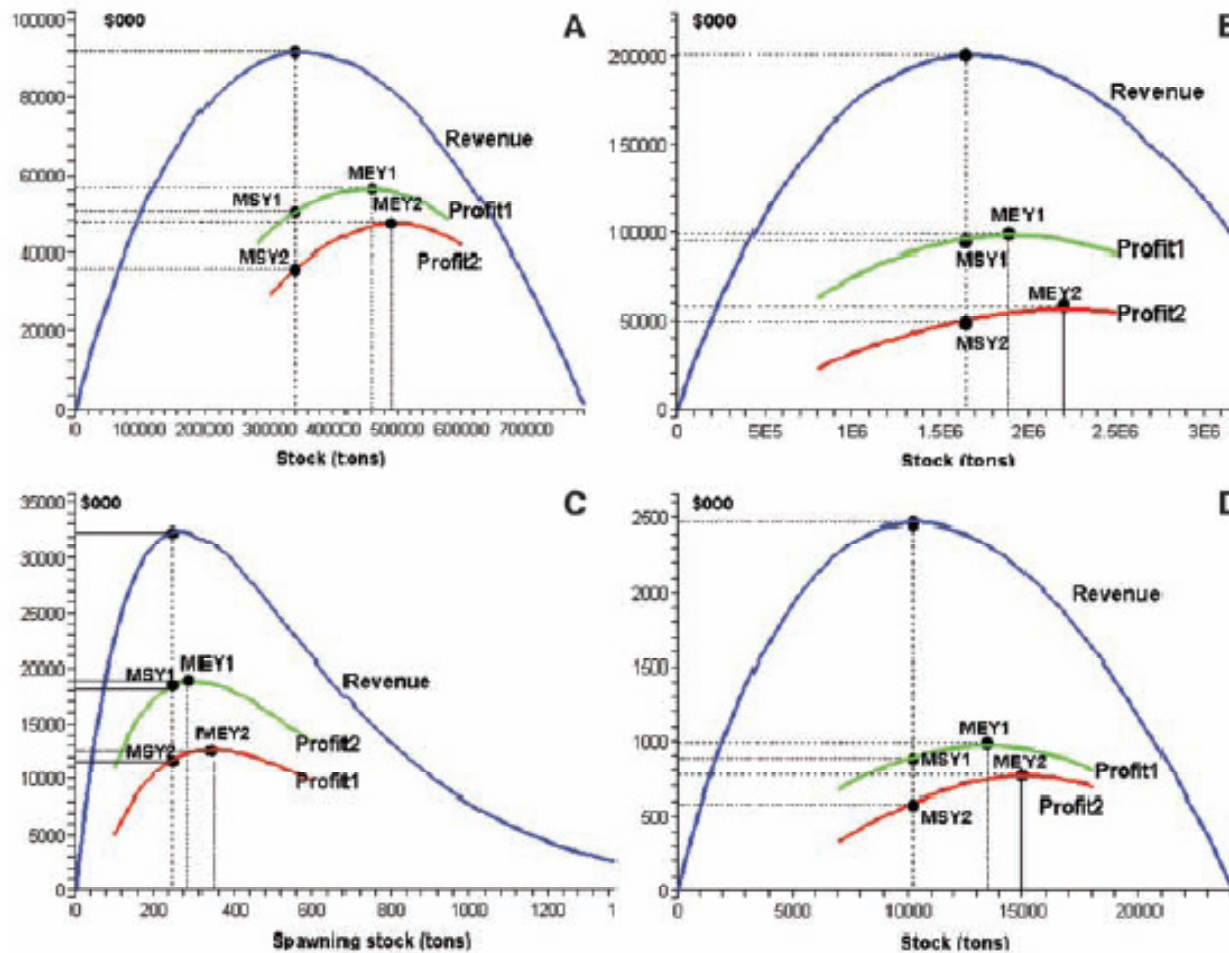 $000
A
100000
80000
60000
40000
20000
0
Revenue
MEY1
MEY2
MSY1
Profit1
MSY2
Profit2
0 100000 200000 300000 400000 500000 600000 700000
Stock (tons)
$000
200000
150000
100000
50000
0
Revenue
MEY1
MSY1
Profit1
MEY2
Profit2
MSY2
0 5E5 1E6 1.5E6 2E6 2.5E6 3E6
Stock (tons)
$000
C
35000
30000
25000
20000
15000
10000
5000
0
MSY1
MEY1
Revenue
MEY2
Profit2
MSY2
Profit1
0 200 400 600 800 1000 1200 1
Spawning stock (tons)
$000
D
2500
2000
1500
1000
500
0
Revenue
MEY1
MEY2
MSY1
Profit1
Profit2
MSY2
0 5000 10000 15000 20000
Stock (tons)